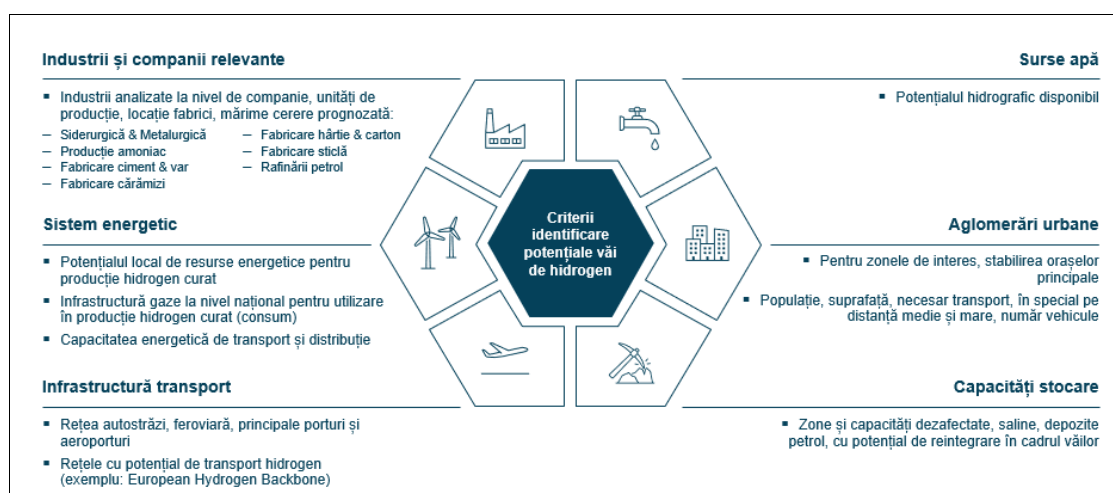 Industrii și companii relevante
▪ Industrii analizate la nivel de companie, unități de
producție, locație fabrici, mărime cerere prognozată:
– Siderurgică & Metalurgică
– Producție amoniac
– Fabricare ciment & var
– Fabricare cărămizi
– Fabricare hârtie & carton
– Fabricare sticlă
– Rafinării petrol
Sistem energetic
▪ Potențialul local de resurse energetice pentru
producție hidrogen curat
▪ Infrastructură gaze la nivel național pentru utilizare
în producție hidrogen curat (consum)
▪ Capacitatea energetică de transport și distribuție
Infrastructură transport
▪ Rețea autostrăzi, feroviară, principale porturi și
aeroporturi
▪ Rețele cu potențial de transport hidrogen
(exemplu: European Hydrogen Backbone)
Criterii
identificare
potențiale văi
de hidrogen
Surse apă
▪ Potențialul hidrografic disponibil
Aglomerări urbane
▪ Pentru zonele de interes, stabilirea orașelor
principale
▪ Populație, suprafață, necesar transport, în special pe
distanță medie și mare, număr vehicule
Capacități stocare
▪ Zone și capacități dezafectate, saline, depozite
petrol, cu potențial de reintegrare în cadrul văilor